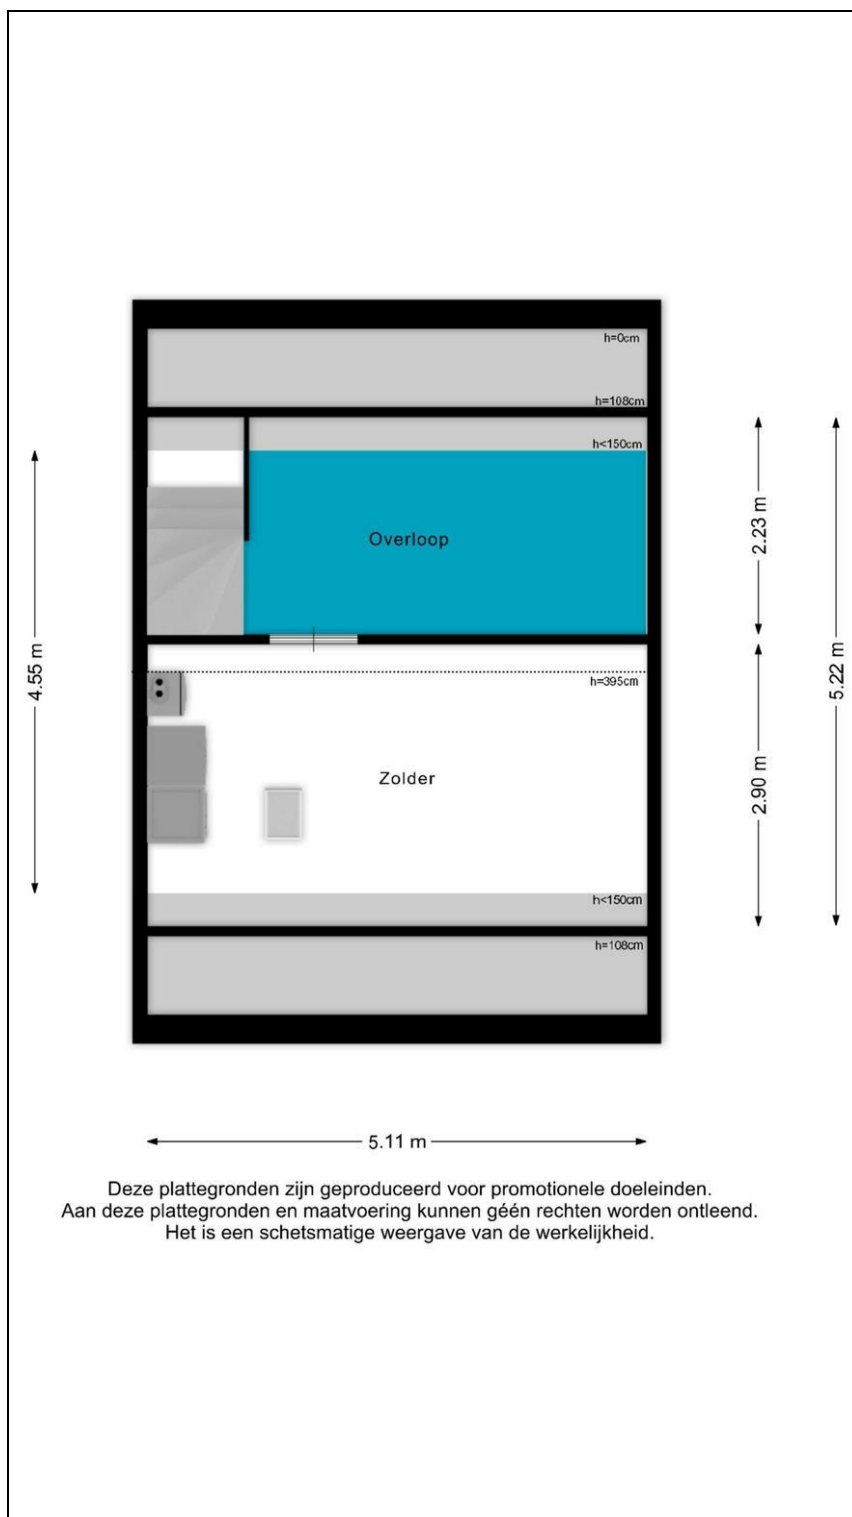 h=0cm
h=108cm
h<150cm
Overloop
2.23 m
4.55 m
5.22 m
h=395cm
Zolder
2.90 m
h<150cm
h=108cm
5.11 m
Deze plattegronden zijn geproduceerd voor promotionele doeleinden.
Aan deze plattegronden en maatvoering kunnen géén rechten worden ontleend.
Het is een schetsmatige weergave van de werkelijkheid.